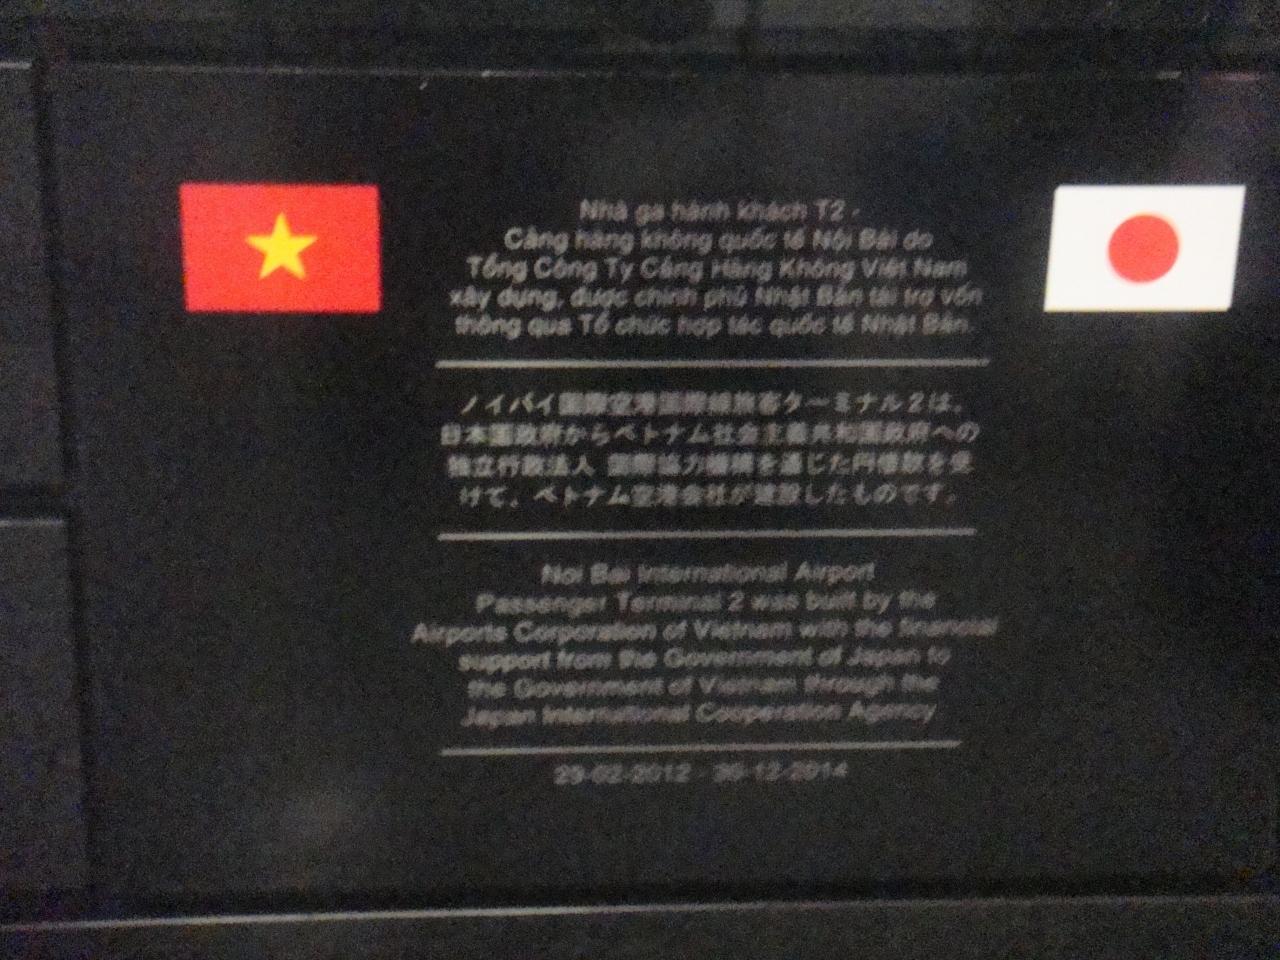 Nhà ga hành khách T2 -
Cảng hàng không quốc tế Nội Bài do
Tổng Công Ty Cảng Hàng Không Việt Nam
xây dựng, được chính phủ Nhật Bản tài trợ vốn
thông qua Tổ chức hợp tác quốc tế Nhật Bản.
ノイバイ国際空港国際線旅客ターミナル2は、
日本国政府からベトナム社会主義共和国政府への
独立行政法人 国際協力機構を通じた円借款を受
けて、ベトナム空港会社が建設したものです。
Noi Bai International Airport
Passenger Terminal 2 was built by the
Airports Corporation of Vietnam with the financial
support from the Government of Japan to
the Government of Vietnam through the
Japan International Cooperation Agency
29-02-2012 - 30-12-2014